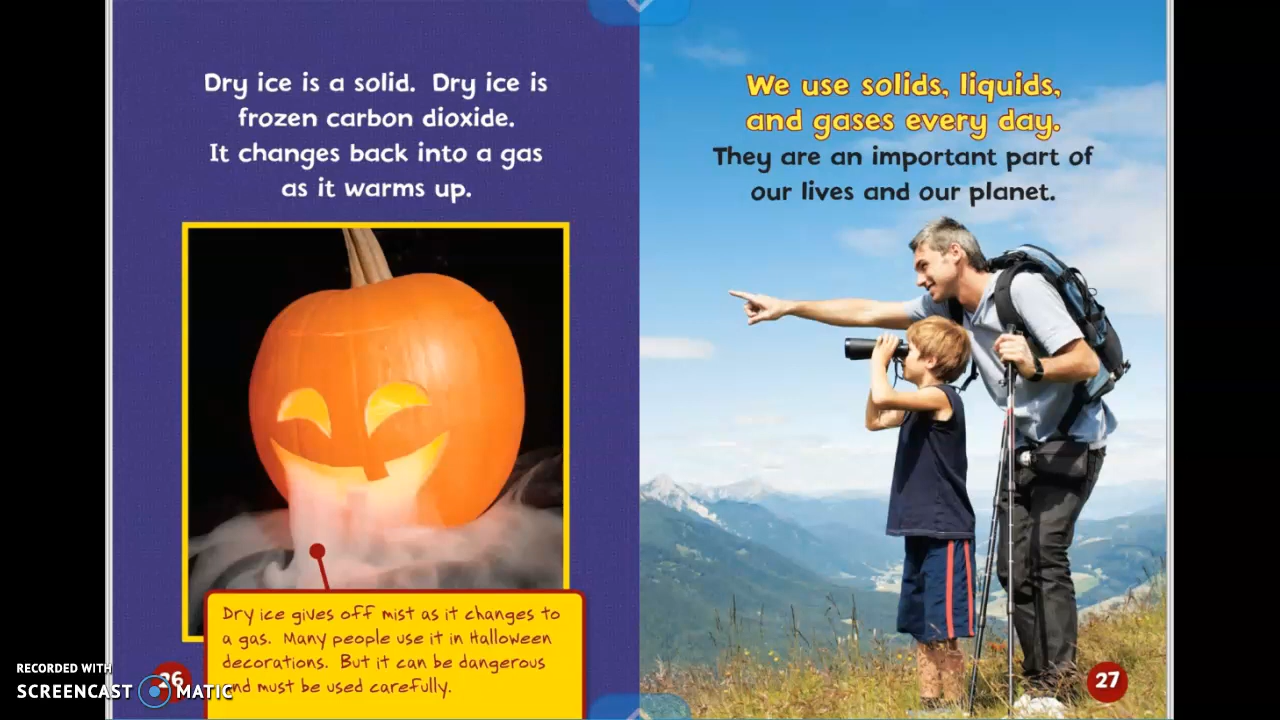 Dry ice is a solid. Dry ice is
frozen carbon dioxide.
It changes back into a gas
as it warms up.
Dry ice gives off mist as it changes to
a gas. Many people use it in Halloween
decorations. But it can be dangerous
and must be used carefully.
26
We use solids, liquids,
and gases every day.
They are an important part of
our lives and our planet.
27
RECORDED WITH
SCREENCAST MATIC